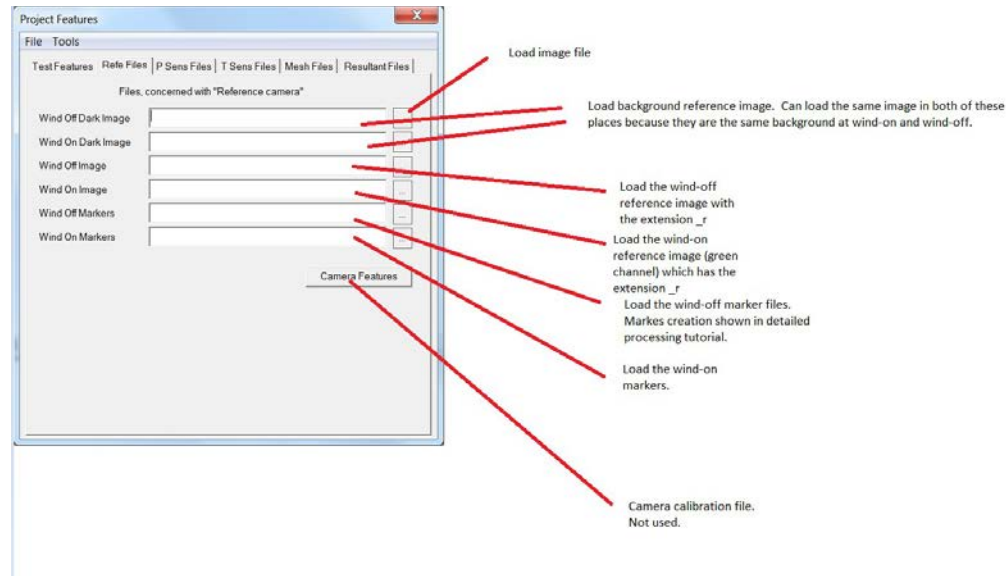 Project Features
File Tools
Test Features Refe Files P Sens Files T Sens Files Mesh Files Resultant Files
Files, concerned with "Reference camera"
Wind Off Dark Image
Wind On Dark Image
Wind Off Image
Wind On Image
...
Wind Off Markers
...
Wind On Markers
...
Camera Features
Load image file
Load background reference image. Can load the same image in both of these
places because they are the same background at wind-on and wind-off.
Load the wind-off
reference image with
the extension _r
Load the wind-on
reference image (green
channel) which has the
extension _r
Load the wind-off marker files.
Markes creation shown in detailed
processing tutorial.
Load the wind-on
markers.
Camera calibration file.
Not used.